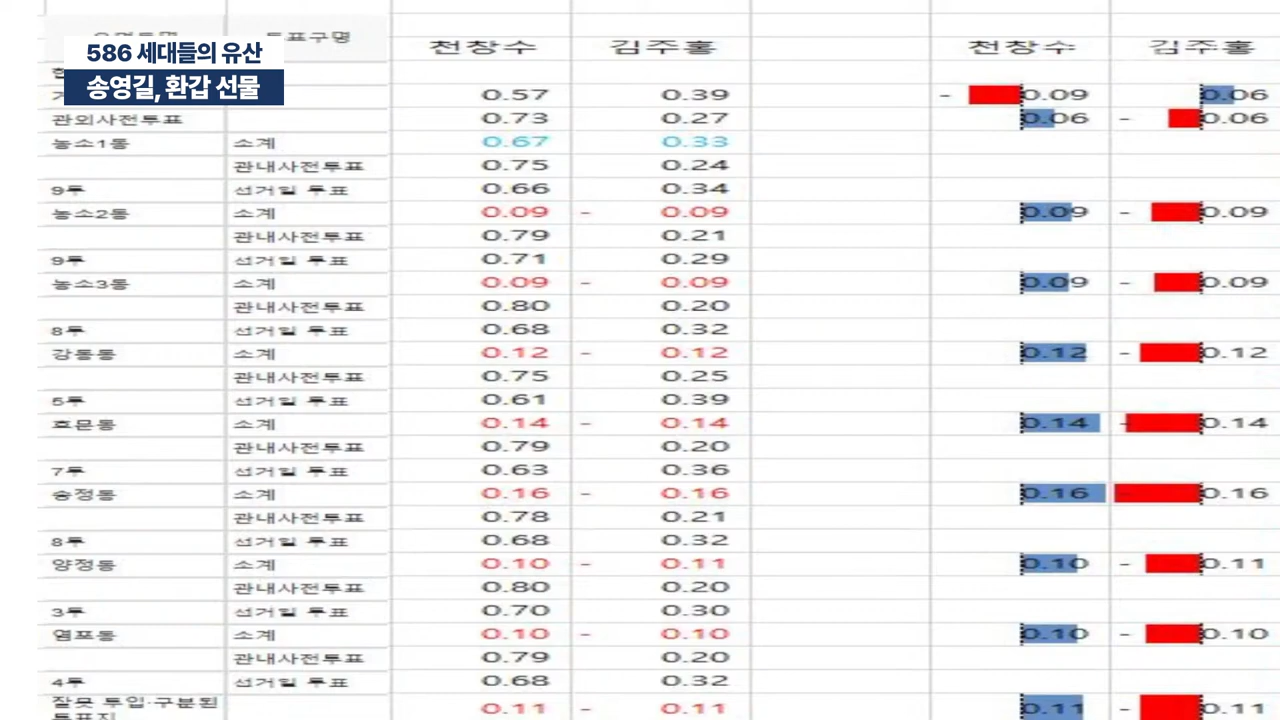 586 세대들의 유산
송영길, 환갑 선물
투표구명
천창수 김주홍 천창수 김주홍
0.57 0.39 - 0.09 0.06
관외사전투표 0.73 0.27 0.06 - 0.06
농소1동 소계 0.67 0.33
관내사전투표 0.75 0.24
9투 선거일 투표 0.66 0.34
농소2동 소계 0.09 - 0.09 0.09 - 0.09
관내사전투표 0.79 0.21
9투 선거일 투표 0.71 0.29
농소3동 소계 0.09 - 0.09 0.09 - 0.09
관내사전투표 0.80 0.20
8투 선거일 투표 0.68 0.32
강동동 소계 0.12 - 0.12 0.12 - 0.12
관내사전투표 0.75 0.25
5투 선거일 투표 0.61 0.39
효문동 소계 0.14 - 0.14 0.14 - 0.14
관내사전투표 0.79 0.20
7투 선거일 투표 0.63 0.36
송정동 소계 0.16 - 0.16 0.16 - 0.16
관내사전투표 0.78 0.21
8투 선거일 투표 0.68 0.32
양정동 소계 0.10 - 0.11 0.10 - 0.11
관내사전투표 0.80 0.20
3투 선거일 투표 0.70 0.30
염포동 소계 0.10 - 0.10 0.10 - 0.10
관내사전투표 0.79 0.20
4투 선거일 투표 0.68 0.32
잘못 투입·구분된
투표지 0.11 - 0.11 0.11 - 0.11